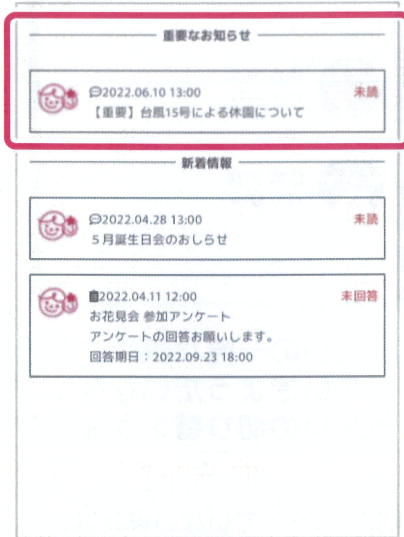 重要なお知らせ
2022.06.10 13:00 未読
【重要】台風15号による休園について
新着情報
2022.04.28 13:00 未読
5月誕生日会のおしらせ
2022.04.11 12:00 未回答
お花見会 参加アンケート
アンケートの回答お願いします。
回答期日：2022.09.23 18:00